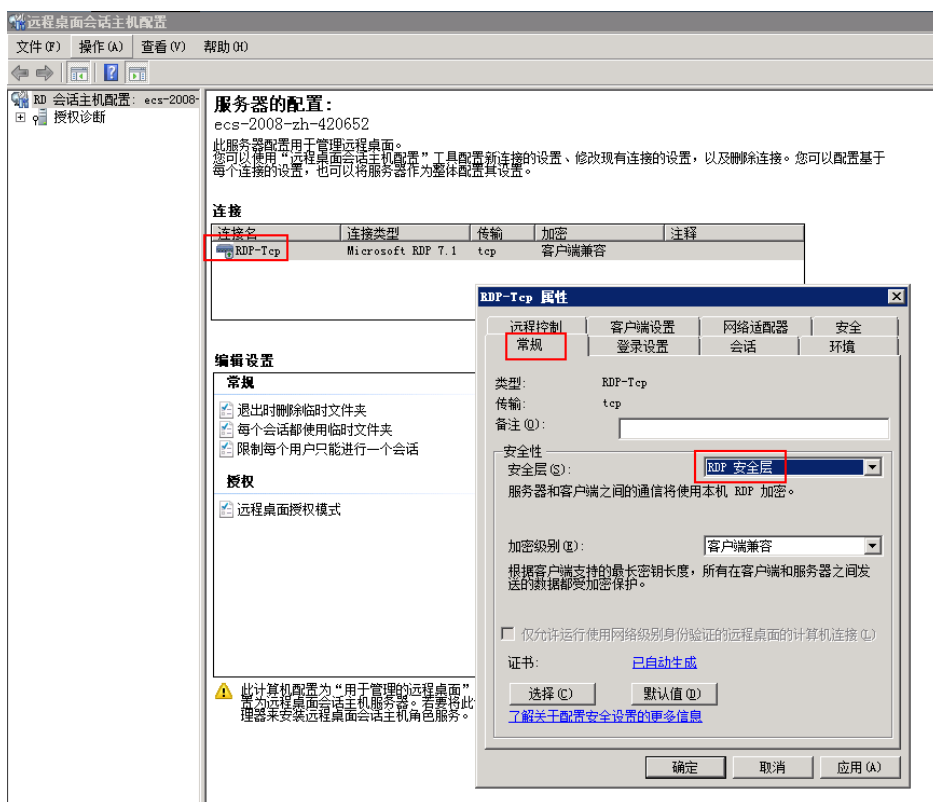 远程桌面会话主机配置
文件(F) 操作(A) 查看(V) 帮助(H)
RD 会话主机配置: ecs-2008-
授权诊断
服务器的配置:
ecs-2008-zh-420652
此服务器配置用于管理远程桌面。
您可以使用“远程桌面会话主机配置”工具配置新连接的设置、修改现有连接的设置，以及删除连接。您可以配置基于
每个连接的设置，也可以将服务器作为整体配置其设置。
连接
连接名 连接类型 传输 加密 注释
RDP-Tcp Microsoft RDP 7.1 tcp 客户端兼容
编辑设置
常规
退出时删除临时文件夹
每个会话都使用临时文件夹
限制每个用户只能进行一个会话
授权
远程桌面授权模式
此计算机配置为“用于管理的远程桌面”
置为远程桌面会话主机服务器。若要将此
理器来安装远程桌面会话主机角色服务。
RDP-Tcp 属性
远程控制 客户端设置 网络适配器 安全
常规 登录设置 会话 环境
类型: RDP-Tcp
传输: tcp
备注(O):
安全性
安全层(S): RDP 安全层
服务器和客户端之间的通信将使用本机 RDP 加密。
加密级别(E): 客户端兼容
根据客户端支持的最长密钥长度，所有在客户端和服务器之间发
送的数据都受加密保护。
仅允许运行使用网络级别身份验证的远程桌面的计算机连接(L)
证书: 已自动生成
选择(C) 默认值(D)
了解关于配置安全设置的更多信息
确定 取消 应用(A)